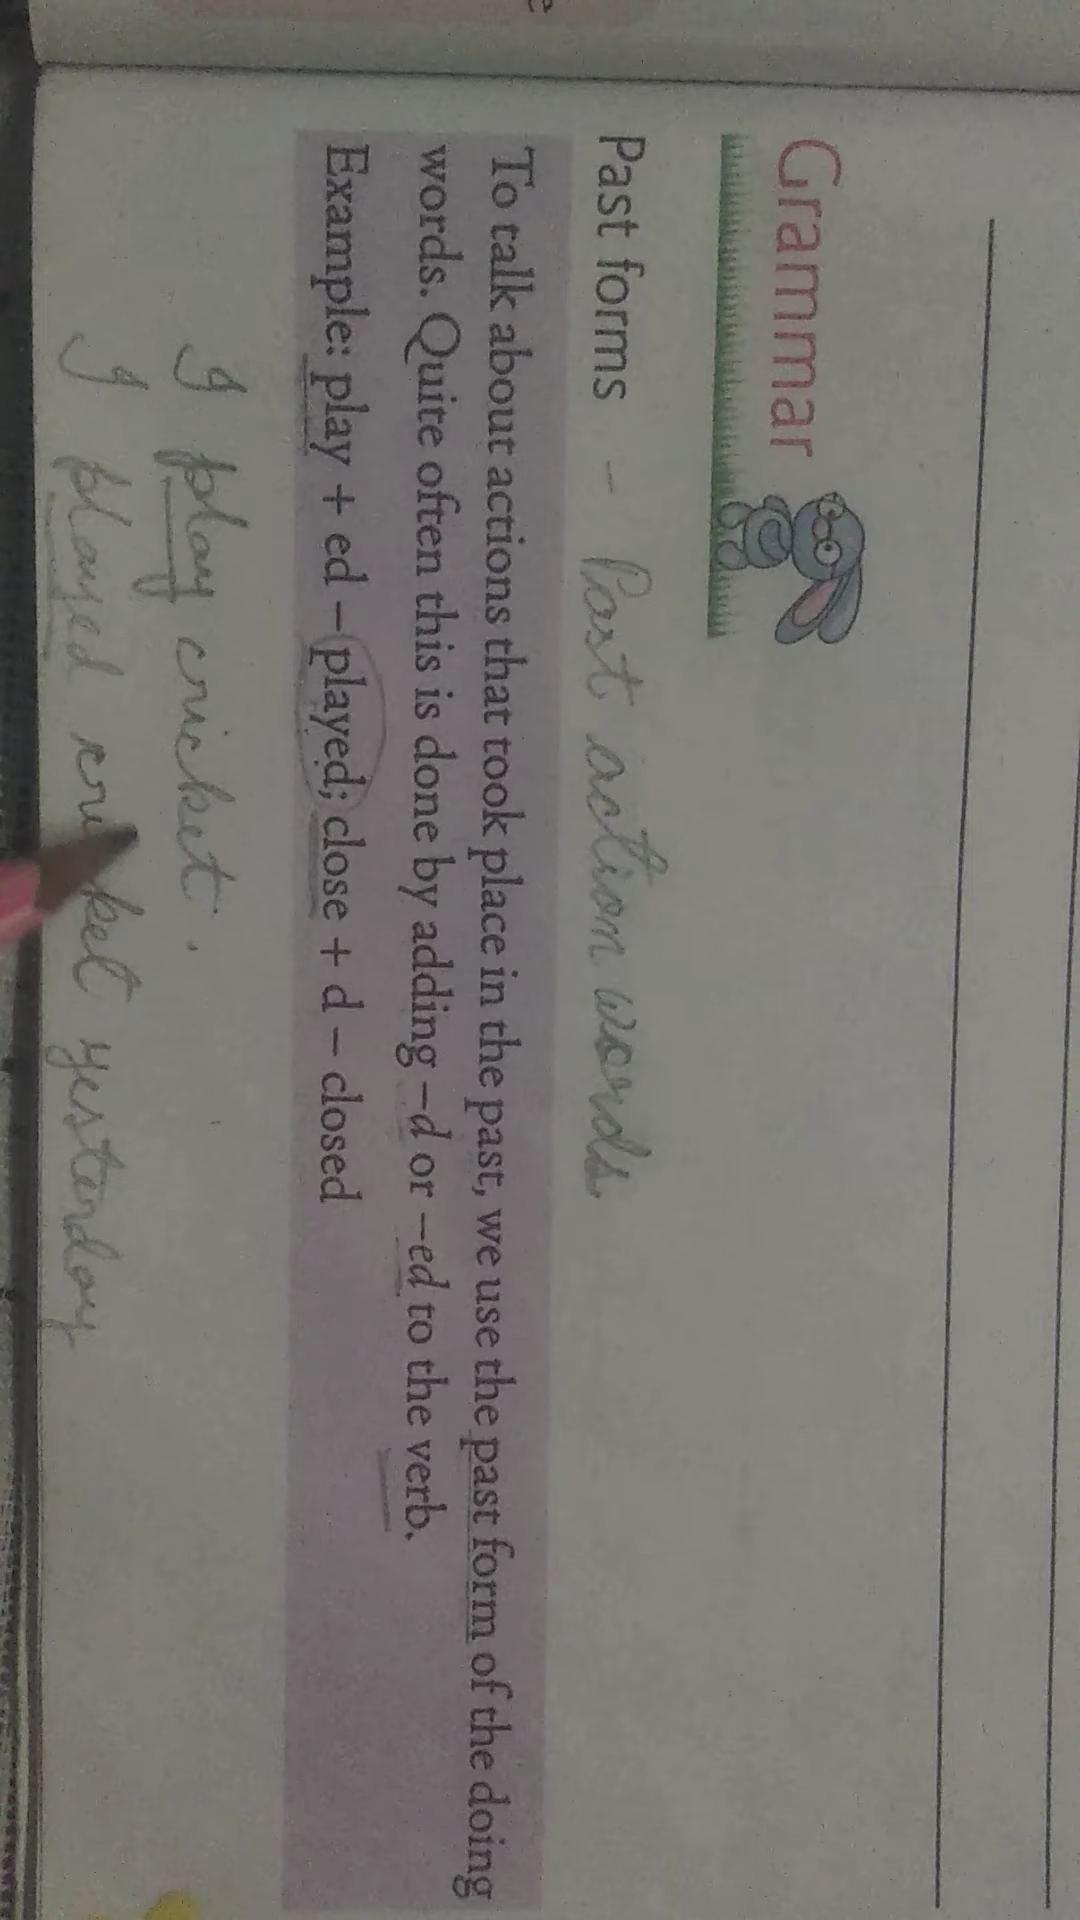 Grammar
Past forms - Past action words.
To talk about actions that took place in the past, we use the past form of the doing
words. Quite often this is done by adding –d or –ed to the verb.
Example: play + ed – played; close + d – closed
I play cricket.
I played cricket yesterday